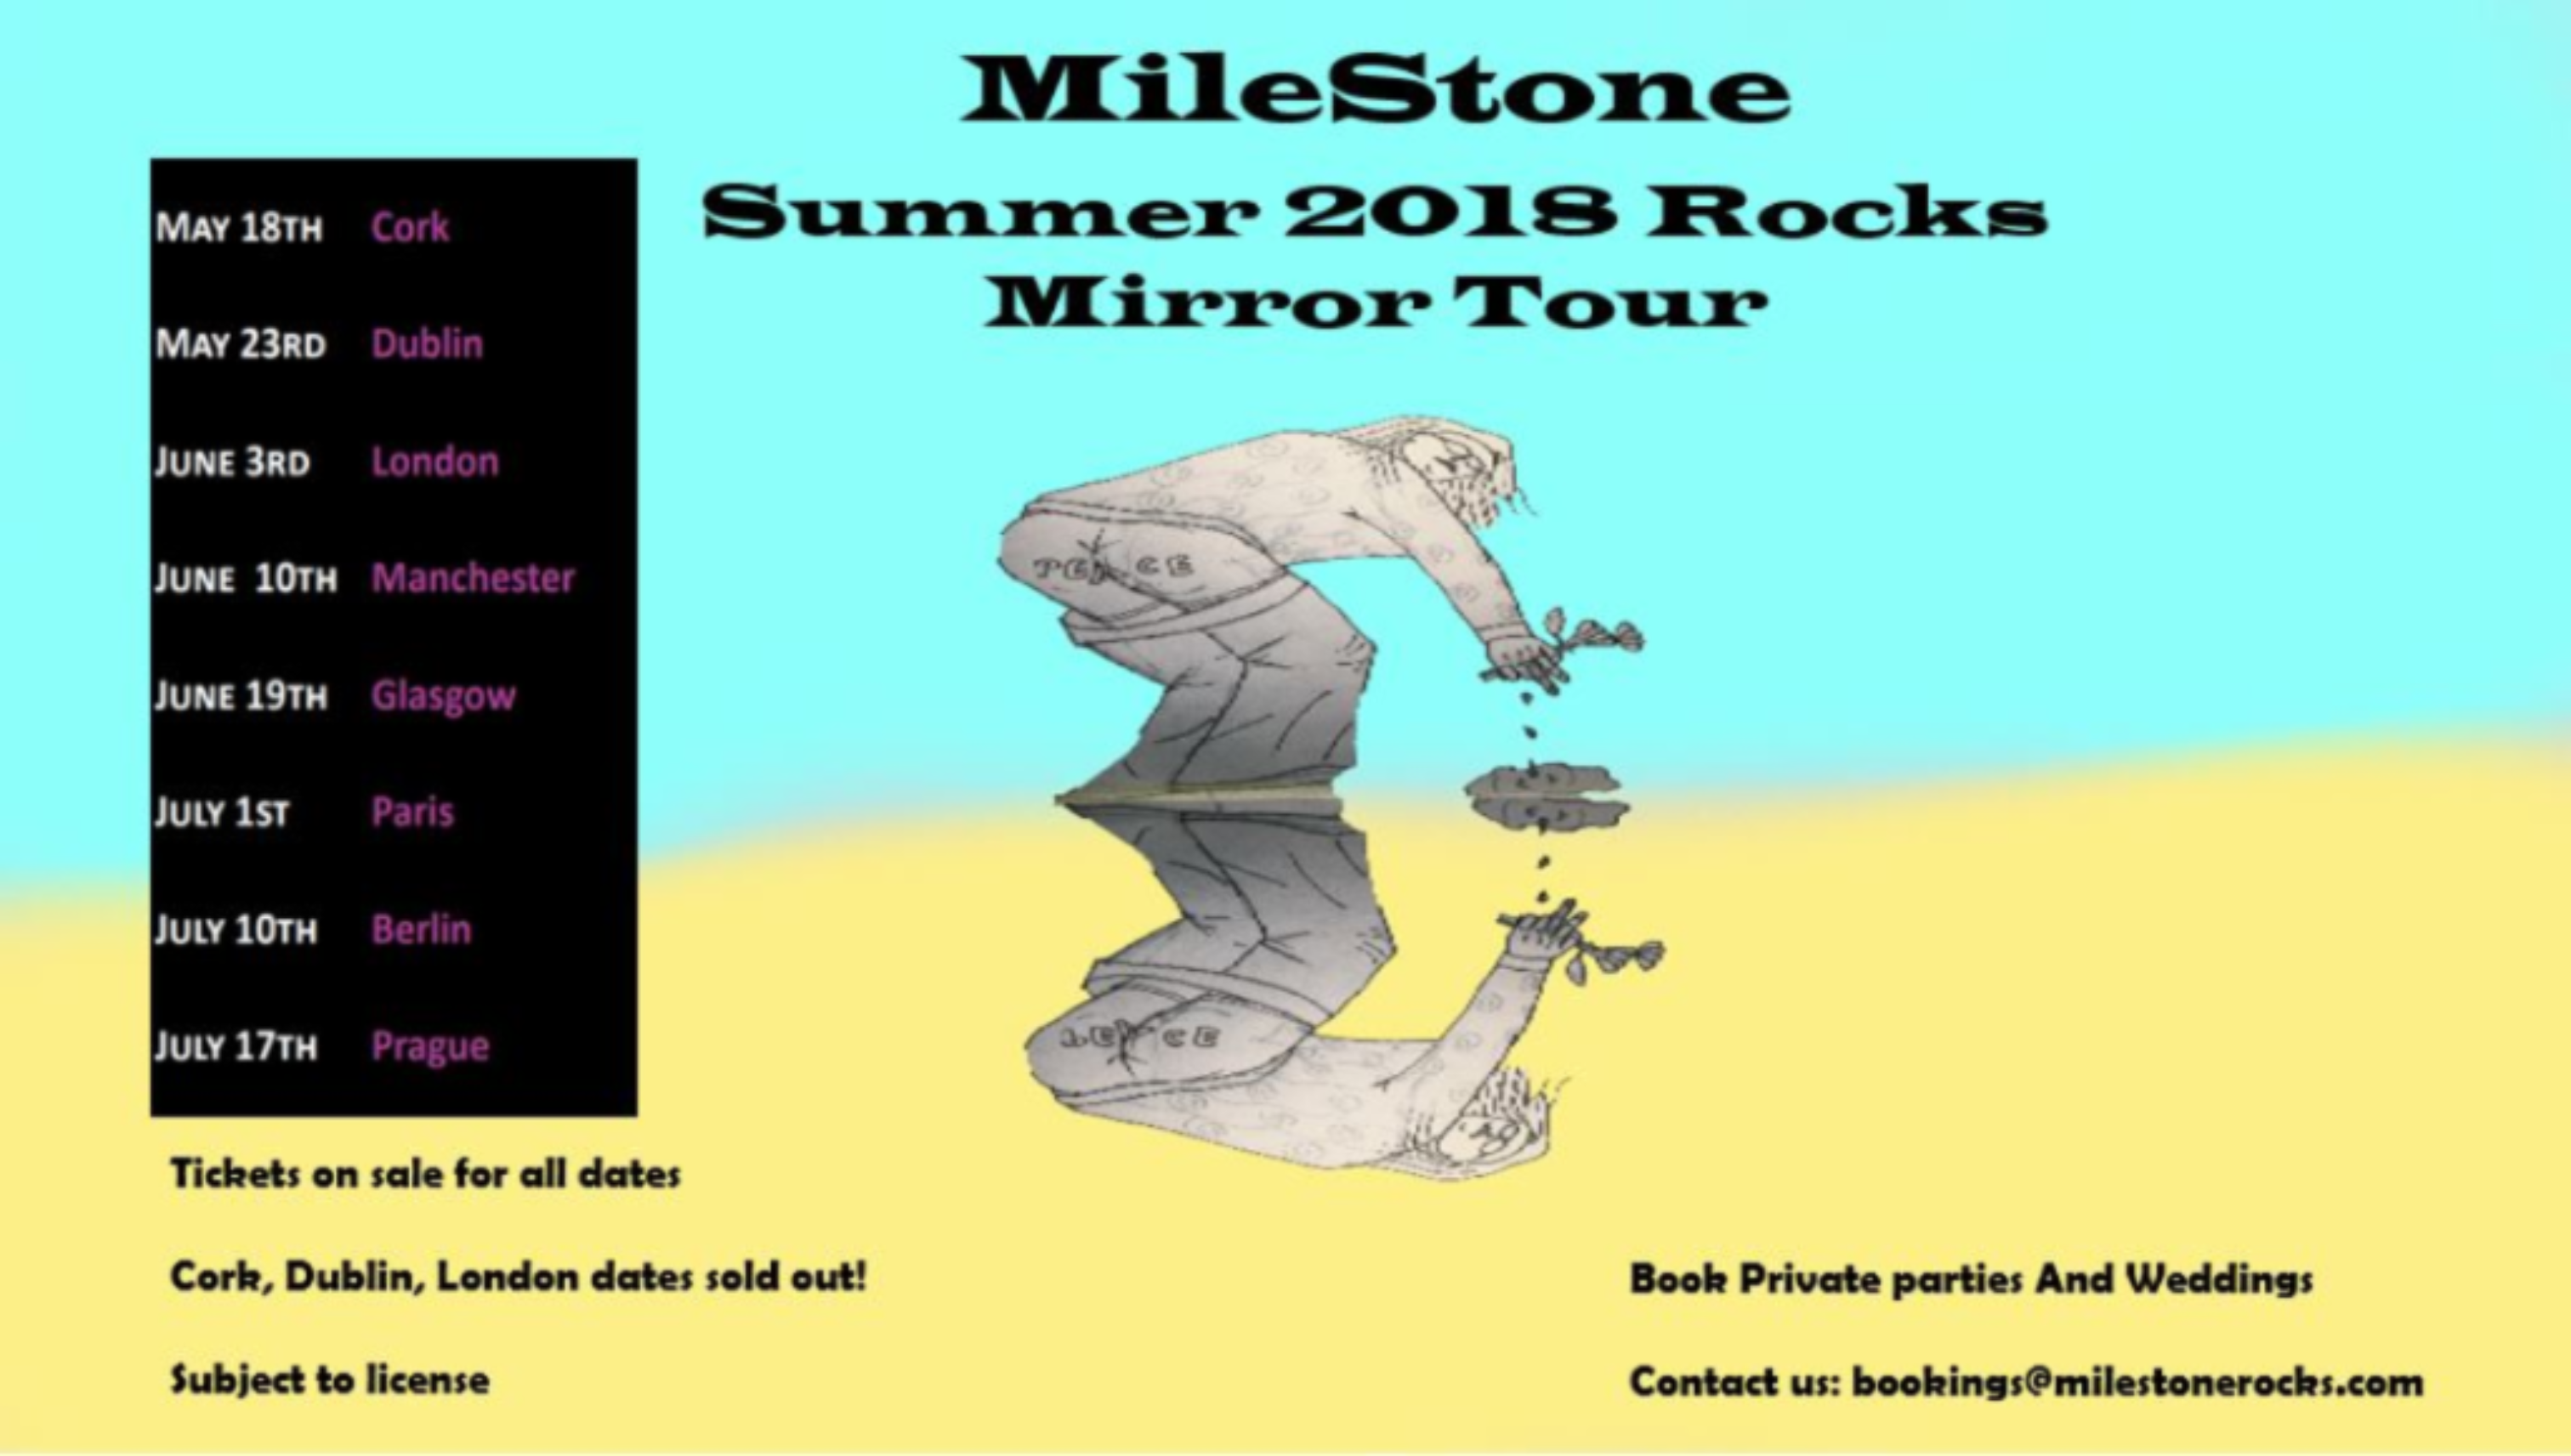 MileStone
Summer 2018 Rocks
Mirror Tour
MAY 18TH Cork
MAY 23RD Dublin
JUNE 3RD London
JUNE 10TH Manchester
JUNE 19TH Glasgow
JULY 1ST Paris
JULY 10TH Berlin
JULY 17TH Prague
PEACE
Tickets on sale for all dates
Cork, Dublin, London dates sold out!
Subject to license
Book Private parties And Weddings
Contact us: bookings@milestonerocks.com